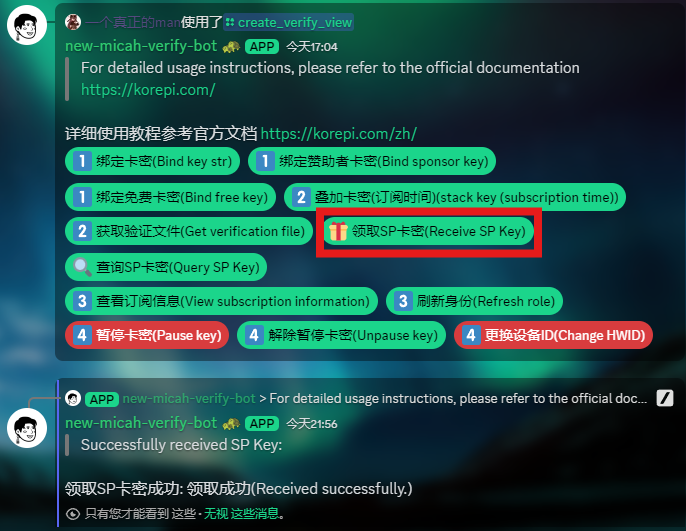 一个真正的man使用了 create_verify_view
new-micah-verify-bot APP 今天17:04
For detailed usage instructions, please refer to the official documentation
https://korepi.com/
详细使用教程参考官方文档 https://korepi.com/zh/
1 绑定卡密(Bind key str) 1 绑定赞助者卡密(Bind sponsor key)
1 绑定免费卡密(Bind free key) 2 叠加卡密(订阅时间)(stack key (subscription time))
2 获取验证文件(Get verification file) 领取SP卡密(Receive SP Key)
查询SP卡密(Query SP Key)
3 查看订阅信息(View subscription information) 3 刷新身份(Refresh role)
4 暂停卡密(Pause key) 4 解除暂停卡密(Unpause key) 4 更换设备ID(Change HWID)
APP new-micah-verify-bot > For detailed usage instructions, please refer to the official doc...
new-micah-verify-bot APP 今天21:56
Successfully received SP Key:
领取SP卡密成功: 领取成功(Received successfully.)
只有您才能看到 这些 · 无视 这些消息。